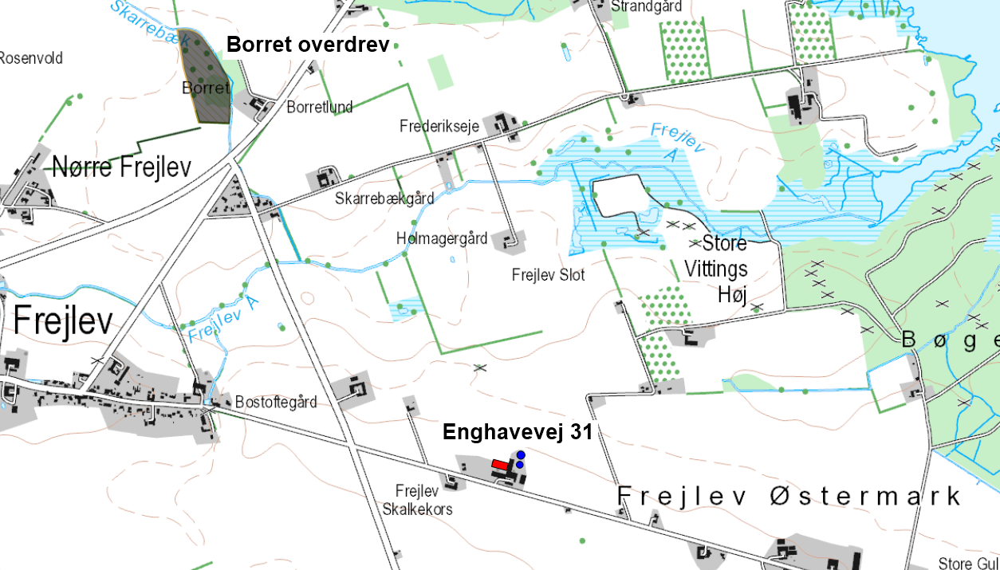 Strandgård
Skarrebæk
Borret overdrev
Rosenvold
Borret
Borretlund
Frederikseje
Frejlev
Å
Nørre Frejlev
Skarrebækgård
Holmagergård
Store
Vittings
Høj
Frejlev Slot
Frejlev
Frejlev Å
Bøge
Bostoftegård
Enghavevej 31
Frejlev
Skalkekors
Frejlev Østermark
Store Gul